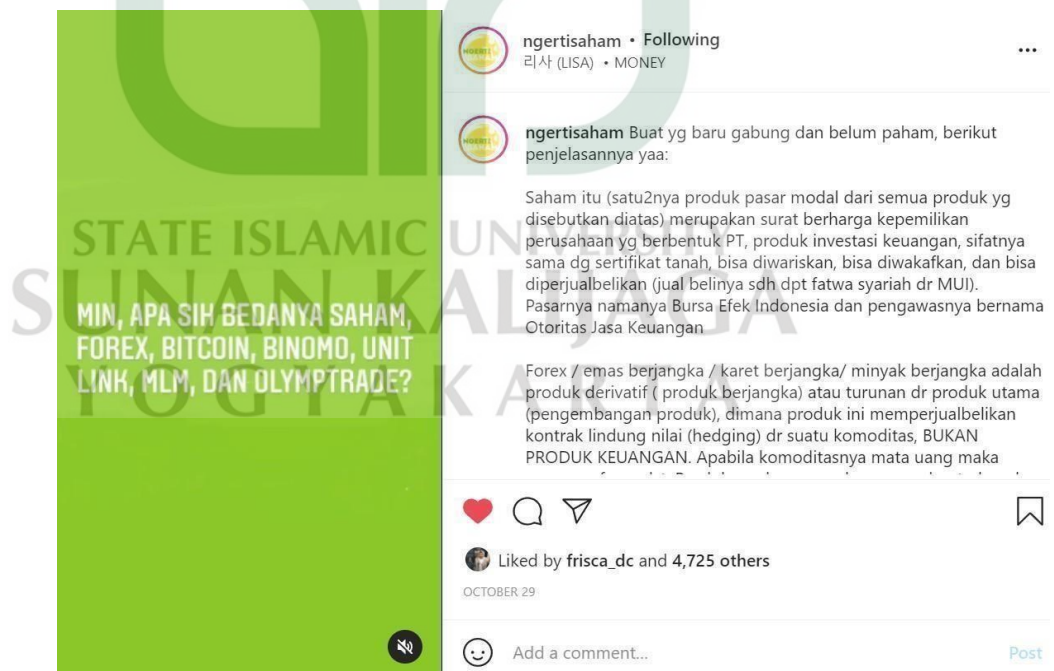 ngertisaham • Following
리사 (LISA) • MONEY
ngertisaham Buat yg baru gabung dan belum paham, berikut
penjelasannya yaa:
Saham itu (satu2nya produk pasar modal dari semua produk yg
disebutkan diatas) merupakan surat berharga kepemilikan
perusahaan yg berbentuk PT, produk investasi keuangan, sifatnya
sama dg sertifikat tanah, bisa diwariskan, bisa diwakafkan, dan bisa
diperjualbelikan (jual belinya sdh dpt fatwa syariah dr MUI).
Pasarnya namanya Bursa Efek Indonesia dan pengawasnya bernama
Otoritas Jasa Keuangan
Forex / emas berjangka / karet berjangka/ minyak berjangka adalah
produk derivatif ( produk berjangka) atau turunan dr produk utama
(pengembangan produk), dimana produk ini memperjualbelikan
kontrak lindung nilai (hedging) dr suatu komoditas, BUKAN
PRODUK KEUANGAN. Apabila komoditasnya mata uang maka
MIN, APA SIH BEDANYA SAHAM,
FOREX, BITCOIN, BINOMO, UNIT
LINK, MLM, DAN OLYMPTRADE?
STATE ISLAMIC UNIVERSITY
SUNAN KALIJAGA
YOGYAKARTA
Liked by frisca_dc and 4,725 others
OCTOBER 29
Add a comment...
Post